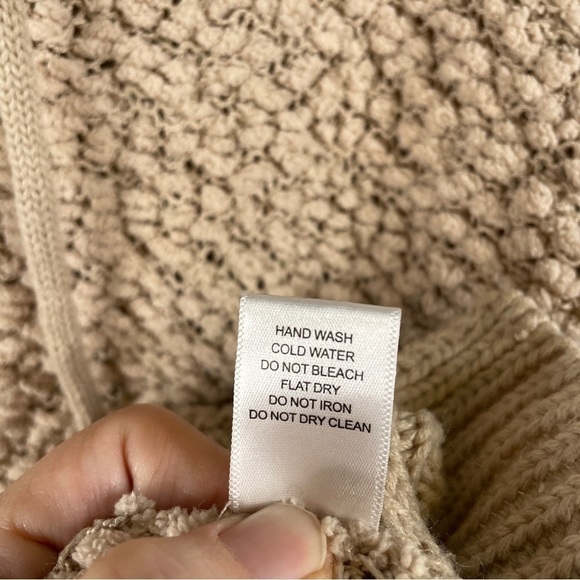 HAND WASH
COLD WATER
DO NOT BLEACH
FLAT DRY
DO NOT IRON
DO NOT DRY CLEAN